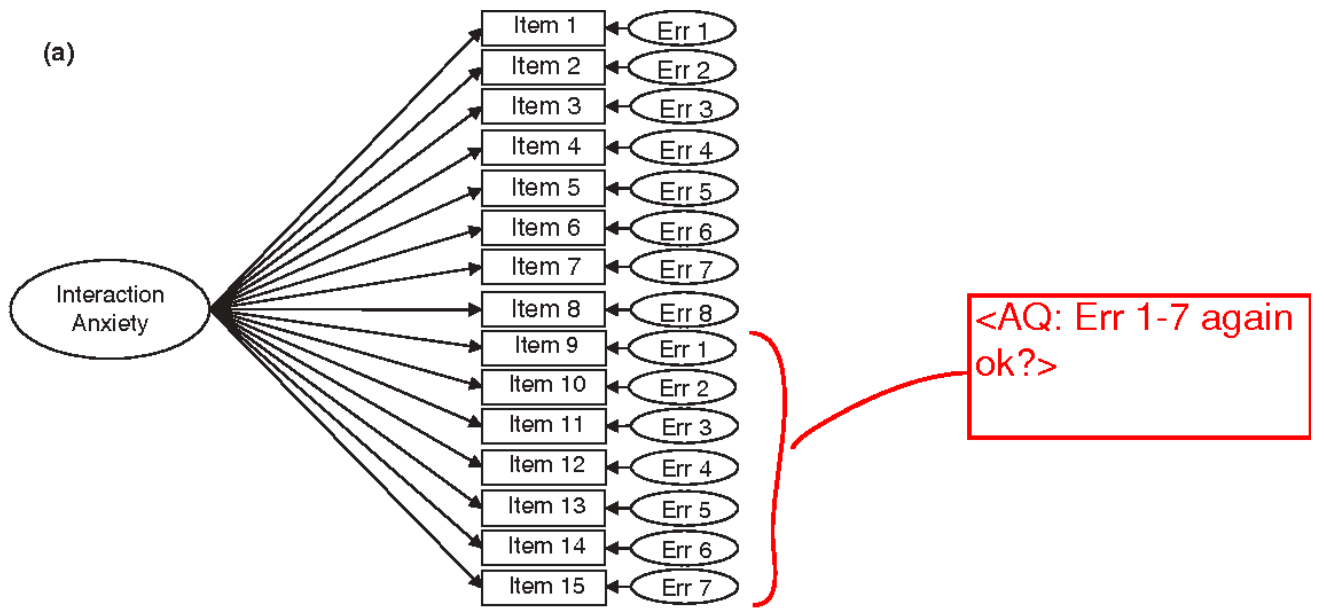 (a)
Item 1 Err 1
Item 2 Err 2
Item 3 Err 3
Item 4 Err 4
Item 5 Err 5
Item 6 Err 6
Item 7 Err 7
Interaction
Anxiety
Item 8 Err 8
Item 9 Err 1
Item 10 Err 2
Item 11 Err 3
Item 12 Err 4
Item 13 Err 5
Item 14 Err 6
Item 15 Err 7
<AQ: Err 1-7 again
ok?>